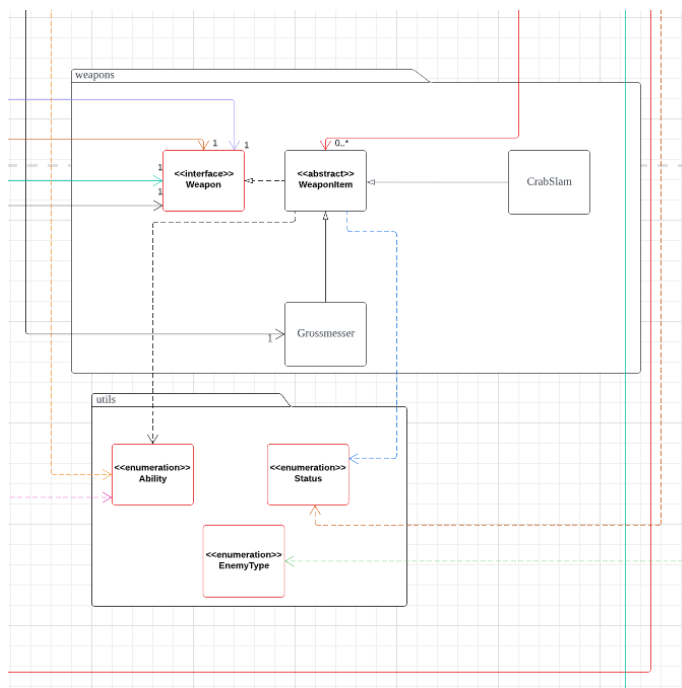 weapons
1
1
0..*
1
<<interface>>
Weapon
<<abstract>>
WeaponItem
CrabSlam
1
Grossmesser
1
utils
<<enumeration>>
Ability
<<enumeration>>
Status
<<enumeration>>
EnemyType